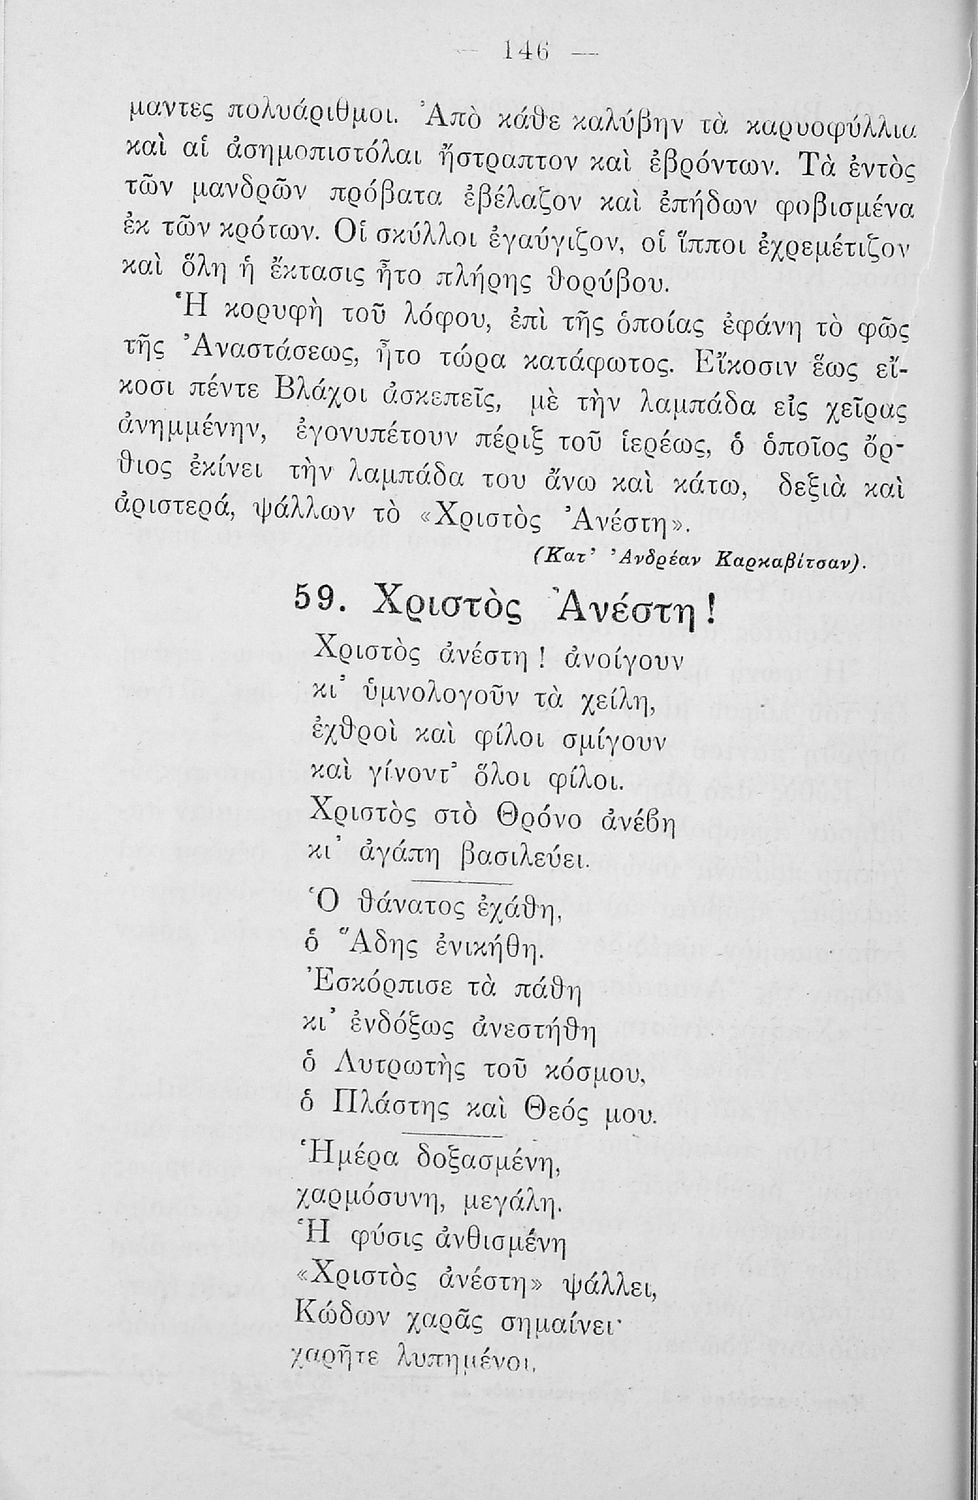 — 146 —
μαντες πολυάριθμοι. Ἀπὸ κάθε καλύβην τὰ καρυοφύλλια
καὶ αἱ ἀσημοπιστόλαι ἤστραπτον καὶ ἐβρόντων. Τὰ ἐντὸς
τῶν μανδρῶν πρόβατα ἐβέλαζον καὶ ἐπήδων φοβισμένα
ἐκ τῶν κρότων. Οἱ σκύλλοι ἐγαύγιζον, οἱ ἵπποι ἐχρεμέτιζον
καὶ ὅλη ἡ ἔκτασις ἦτο πλήρης θορύβου.
Ἡ κορυφὴ τοῦ λόφου, ἐπὶ τῆς ὁποίας ἐφάνη τὸ φῶς
τῆς Ἀναστάσεως, ἦτο τώρα κατάφωτος. Εἴκοσιν ἕως εἴ-
κοσι πέντε Βλάχοι ἀσκεπεῖς, μὲ τὴν λαμπάδα εἰς χεῖρας
ἀνημμένην, ἐγονυπέτουν πέριξ τοῦ ἱερέως, ὁ ὁποῖος ὄρ-
θιος ἐκίνει τὴν λαμπάδα του ἄνω καὶ κάτω, δεξιὰ καὶ
ἀριστερά, ψάλλων τὸ «Χριστὸς Ἀνέστη».
(Κατ' Ἀνδρέαν Καρκαβίτσαν).
59. Χριστὸς Ἀνέστη!
Χριστὸς ἀνέστη! ἀνοίγουν
κι' ὑμνολογοῦν τὰ χείλη,
ἐχθροὶ καὶ φίλοι σμίγουν
καὶ γίνοντ' ὅλοι φίλοι.
Χριστὸς στὸ Θρόνο ἀνέβη
κι' ἀγάπη βασιλεύει.
Ὁ θάνατος ἐχάθη,
ὁ Ἅδης ἐνικήθη.
Ἐσκόρπισε τὰ πάθη
κι' ἐνδόξως ἀνεστήθη
ὁ Λυτρωτὴς τοῦ κόσμου,
ὁ Πλάστης καὶ Θεός μου.
Ἡμέρα δοξασμένη,
χαρμόσυνη, μεγάλη.
Ἡ φύσις ἀνθισμένη
«Χριστὸς ἀνέστη» ψάλλει,
Κώδων χαρᾶς σημαίνει·
χαρῆτε λυπημένοι,